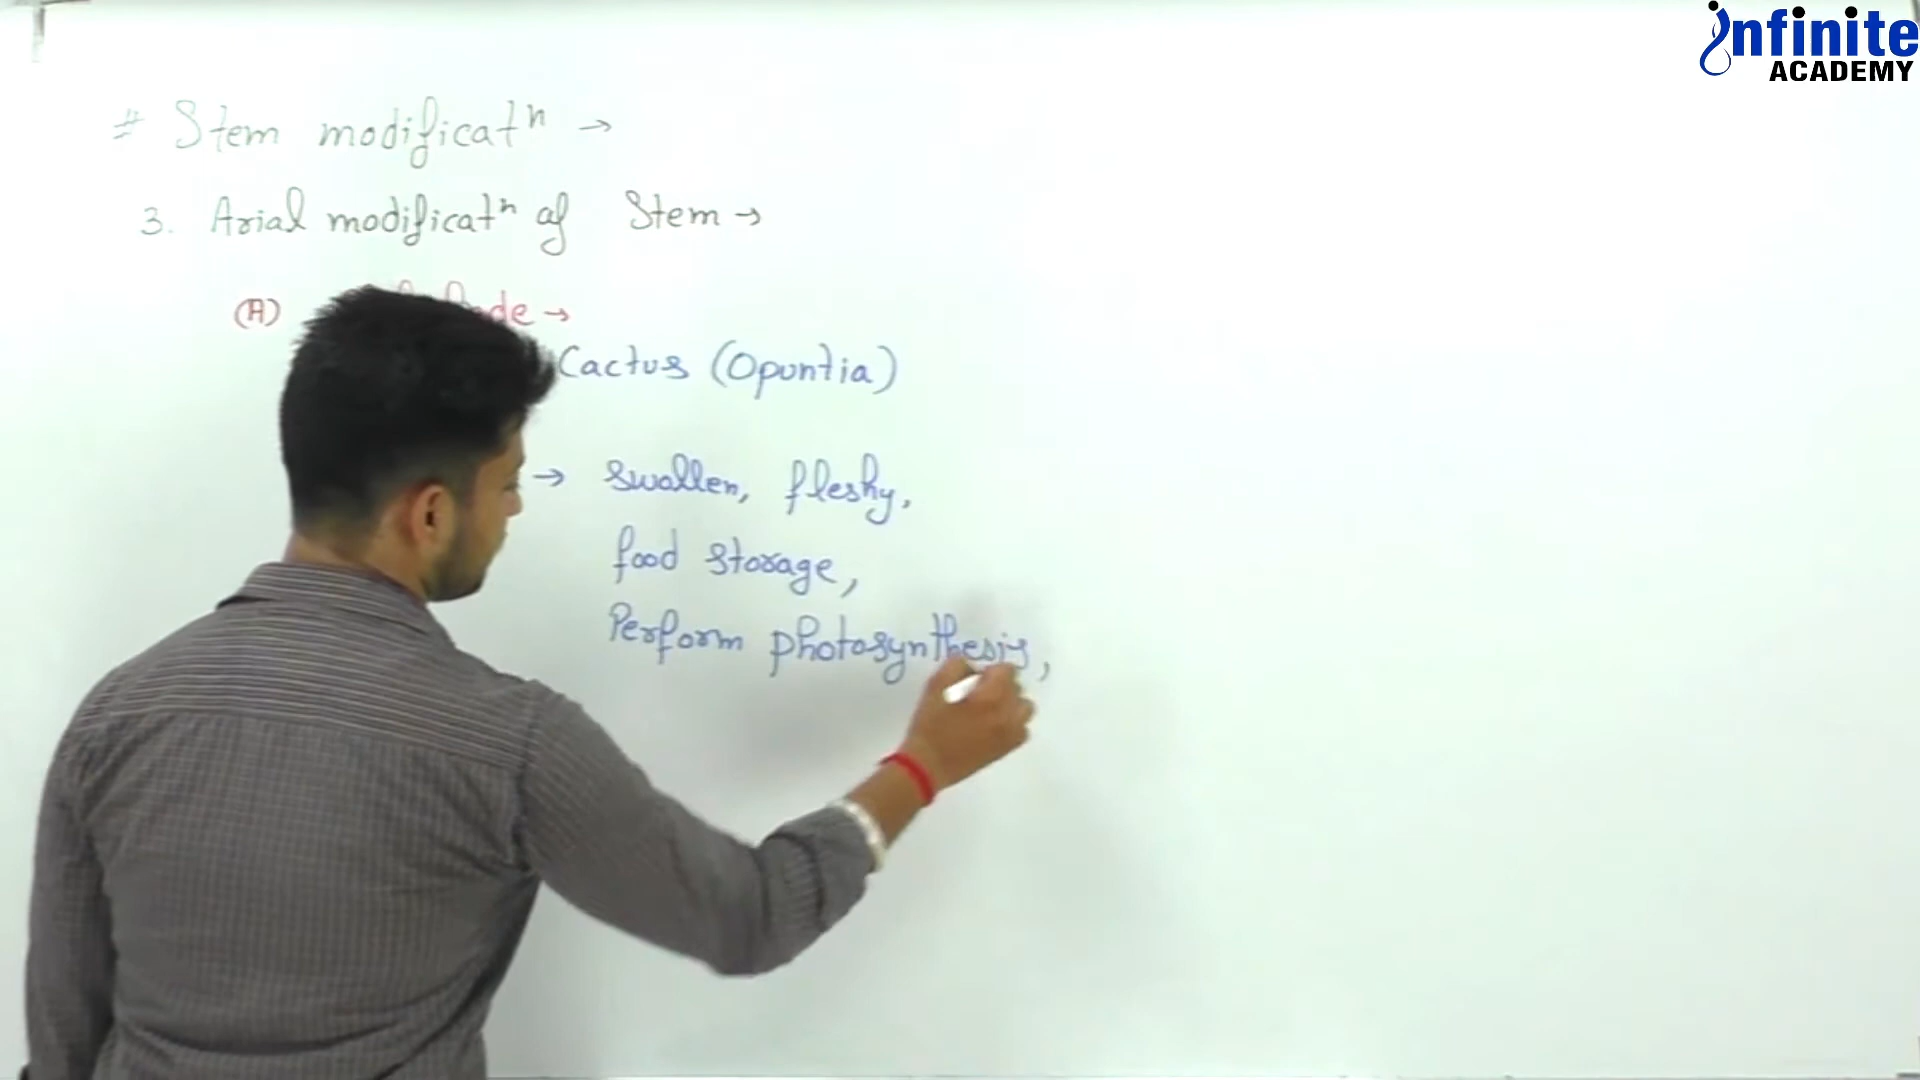 infinite
ACADEMY
# Stem modificatⁿ →
3. Arial modificatⁿ of Stem →
(A) →
Cactus (Opuntia)
→ swollen, fleshy,
food storage,
Perform photosynthesis,